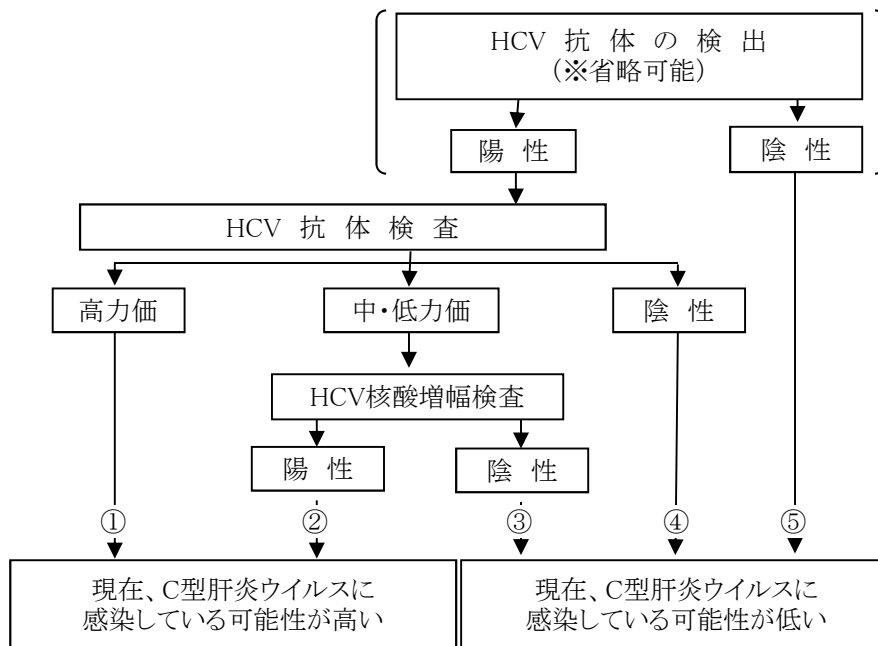 HCV 抗 体 の 検 出
(※省略可能)
陽 性
陰 性
HCV 抗 体 検 査
高力価
中・低力価
陰 性
HCV核酸増幅検査
陽 性
陰 性
①
②
③
④
⑤
現在、C型肝炎ウイルスに
感染している可能性が高い
現在、C型肝炎ウイルスに
感染している可能性が低い